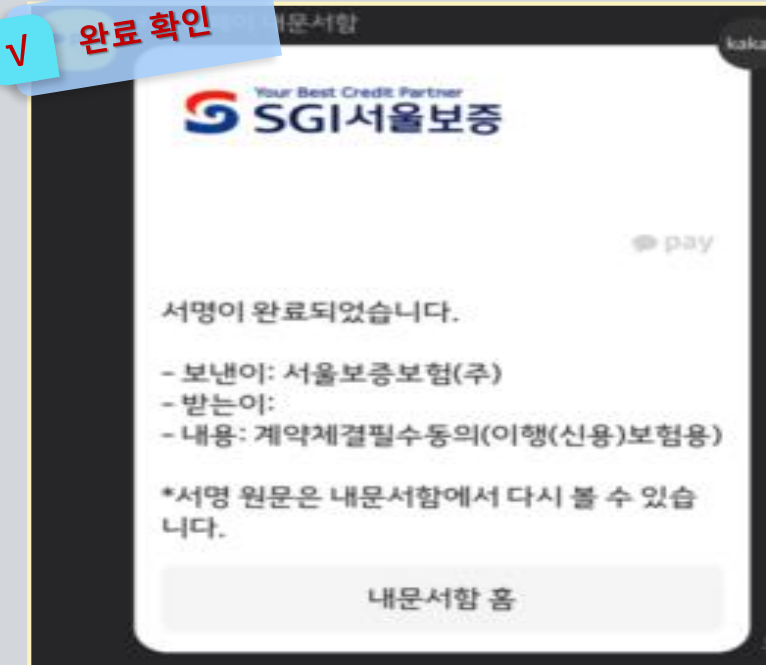 √ 완료 확인
내문서함
kaka
Your Best Credit Partner
SGI서울보증
pay
서명이 완료되었습니다.
- 보낸이: 서울보증보험(주)
- 받는이:
- 내용: 계약체결필수동의(이행(신용)보험용)
*서명 원문은 내문서함에서 다시 볼 수 있습
니다.
내문서함 홈